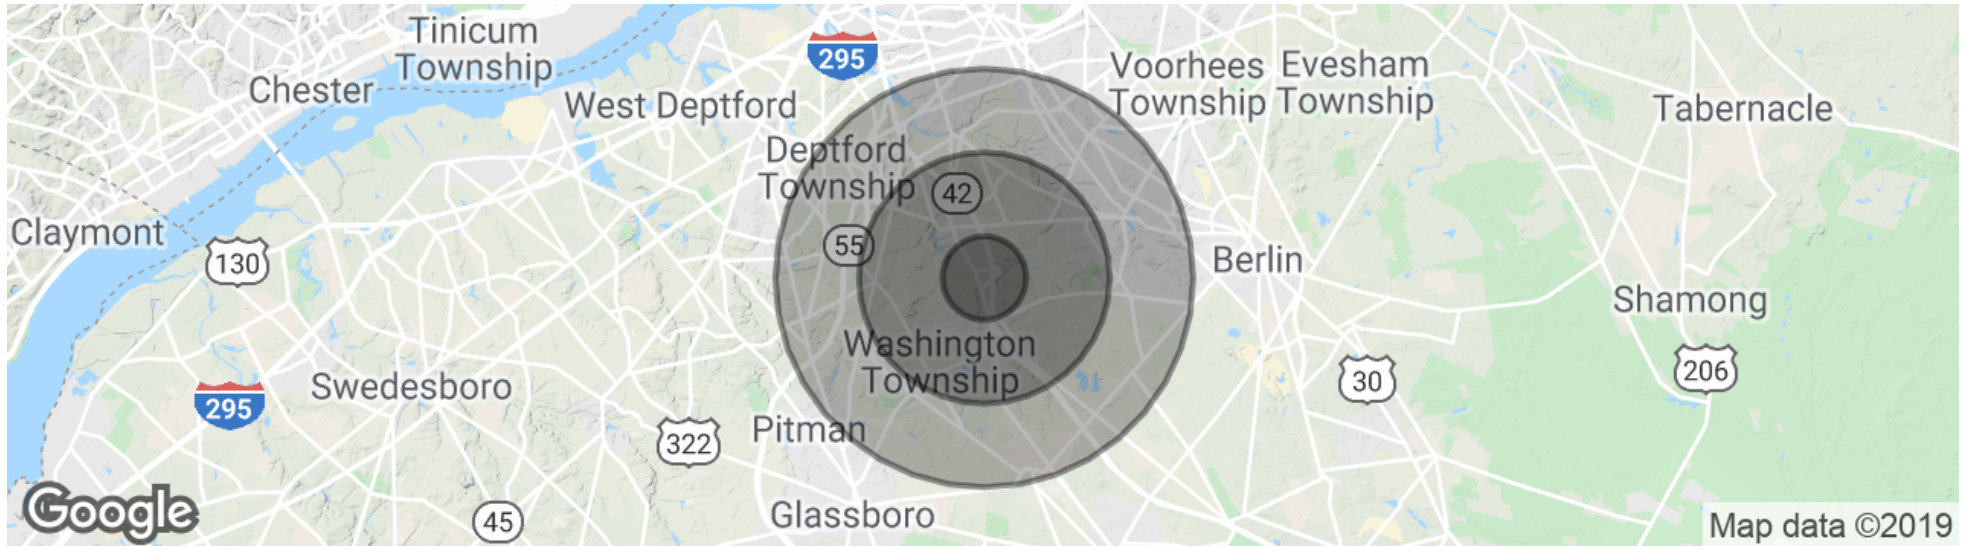 Tinicum
Township
295
Chester
West Deptford
Voorhees
Township
Evesham
Township
Tabernacle
Deptford
Township
42
Claymont
55
130
Berlin
Shamong
Washington
Township
206
30
Swedesboro
295
Pitman
322
Glassboro
45
Google
Map data ©2019